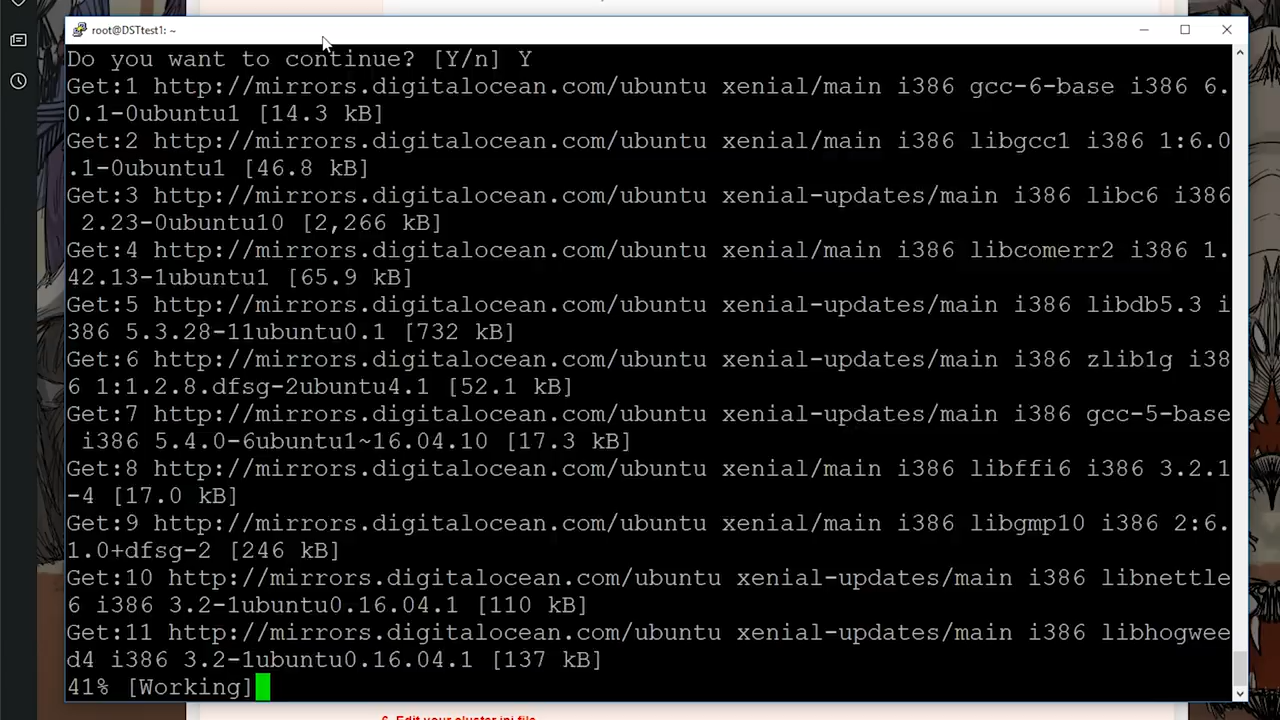 root@DSTtest1: ~
Do you want to continue? [Y/n] Y
Get:1 http://mirrors.digitalocean.com/ubuntu xenial/main i386 gcc-6-base i386 6.
0.1-0ubuntu1 [14.3 kB]
Get:2 http://mirrors.digitalocean.com/ubuntu xenial/main i386 libgcc1 i386 1:6.0
.1-0ubuntu1 [46.8 kB]
Get:3 http://mirrors.digitalocean.com/ubuntu xenial-updates/main i386 libc6 i386
 2.23-0ubuntu10 [2,266 kB]
Get:4 http://mirrors.digitalocean.com/ubuntu xenial/main i386 libcomerr2 i386 1.
42.13-1ubuntu1 [65.9 kB]
Get:5 http://mirrors.digitalocean.com/ubuntu xenial-updates/main i386 libdb5.3 i
386 5.3.28-11ubuntu0.1 [732 kB]
Get:6 http://mirrors.digitalocean.com/ubuntu xenial-updates/main i386 zlib1g i38
6 1:1.2.8.dfsg-2ubuntu4.1 [52.1 kB]
Get:7 http://mirrors.digitalocean.com/ubuntu xenial-updates/main i386 gcc-5-base
 i386 5.4.0-6ubuntu1~16.04.10 [17.3 kB]
Get:8 http://mirrors.digitalocean.com/ubuntu xenial/main i386 libffi6 i386 3.2.1
-4 [17.0 kB]
Get:9 http://mirrors.digitalocean.com/ubuntu xenial/main i386 libgmp10 i386 2:6.
1.0+dfsg-2 [246 kB]
Get:10 http://mirrors.digitalocean.com/ubuntu xenial-updates/main i386 libnettle
6 i386 3.2-1ubuntu0.16.04.1 [110 kB]
Get:11 http://mirrors.digitalocean.com/ubuntu xenial-updates/main i386 libhogwee
d4 i386 3.2-1ubuntu0.16.04.1 [137 kB]
41% [Working]
6. Edit your cluster.ini file